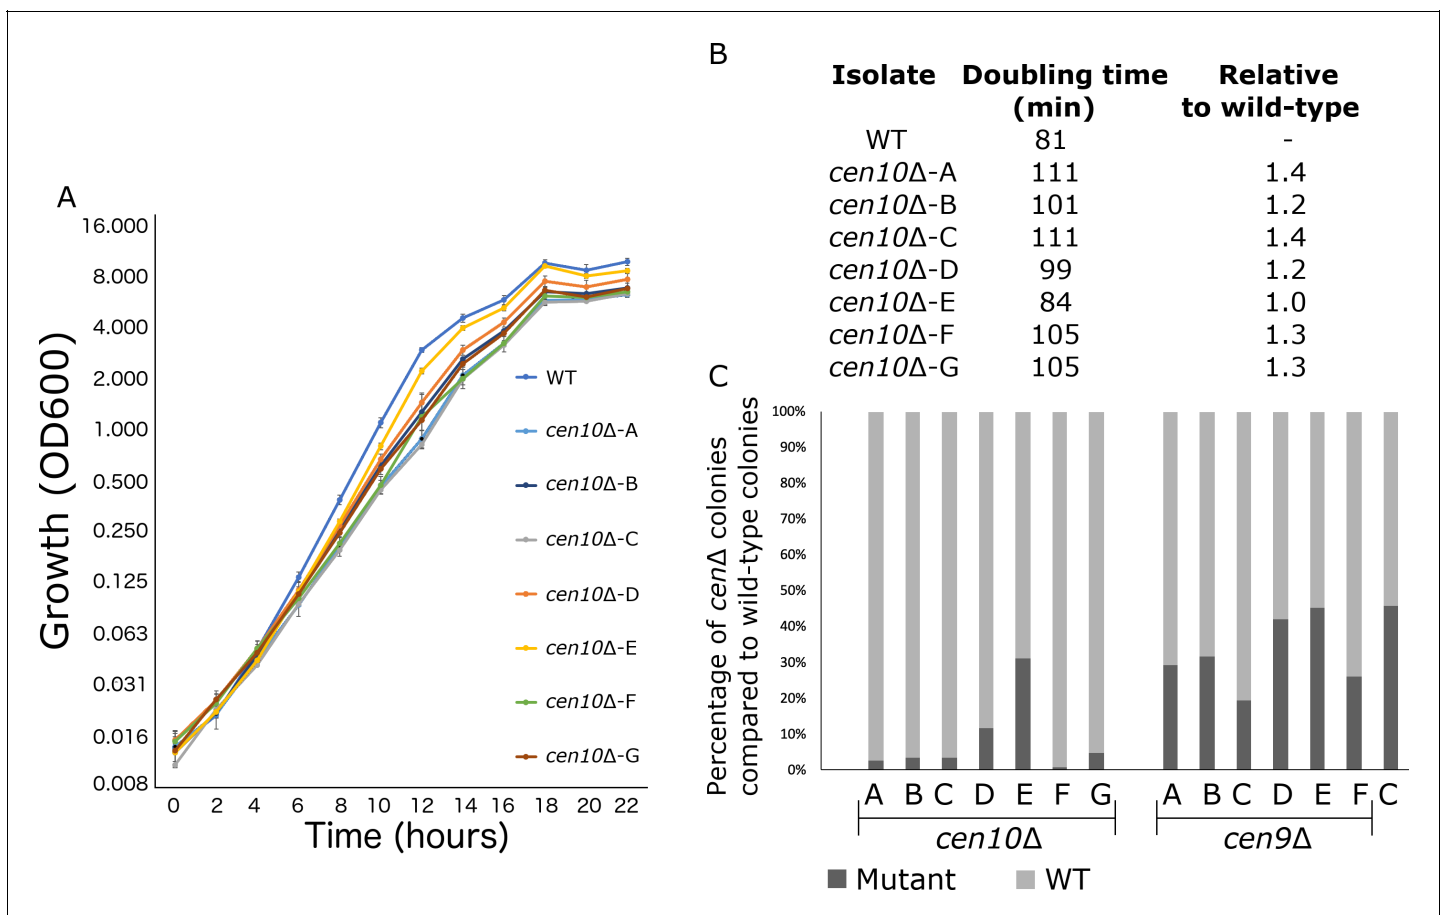 A
Growth (OD600)
16.000
8.000
4.000
2.000
1.000
0.500
0.250
0.125
0.063
0.031
0.016
0.008
0 2 4 6 8 10 12 14 16 18 20 22
Time (hours)
WT
cen10Δ-A
cen10Δ-B
cen10Δ-C
cen10Δ-D
cen10Δ-E
cen10Δ-F
cen10Δ-G
B
Isolate Doubling time (min) Relative to wild-type
WT 81 -
cen10Δ-A 111 1.4
cen10Δ-B 101 1.2
cen10Δ-C 111 1.4
cen10Δ-D 99 1.2
cen10Δ-E 84 1.0
cen10Δ-F 105 1.3
cen10Δ-G 105 1.3
C
Percentage of cenΔ colonies
compared to wild-type colonies
100%
90%
80%
70%
60%
50%
40%
30%
20%
10%
0%
A B C D E F G A B C D E F C
cen10Δ cen9Δ
Mutant WT